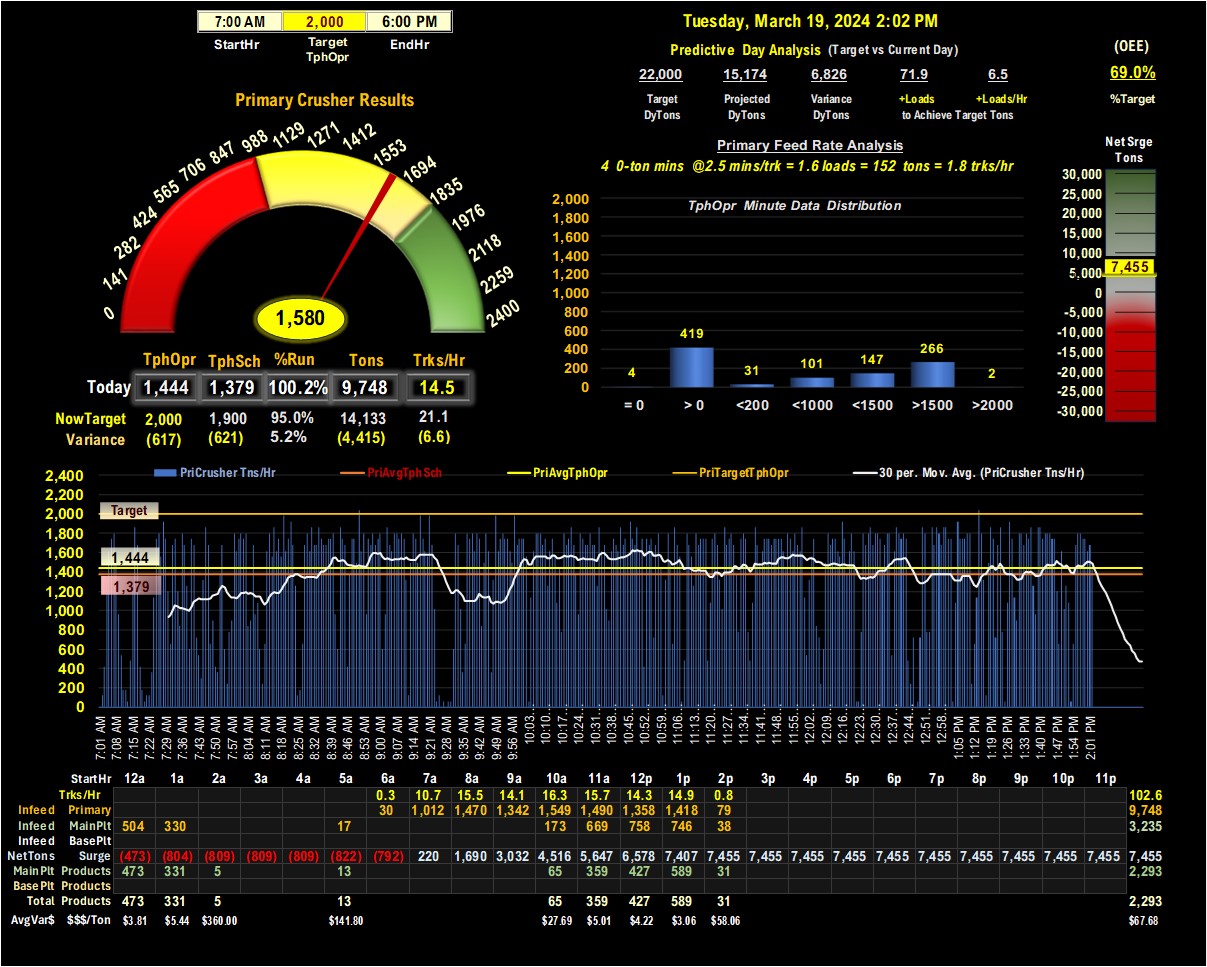 7:00 AM 2,000 6:00 PM
StartHr Target TphOpr EndHr
Tuesday, March 19, 2024 2:02 PM
Predictive Day Analysis (Target vs Current Day)
22,000 15,174 6,826 71.9 6.5
Target DyTons Projected DyTons Variance DyTons +Loads +Loads/Hr
to Achieve Target Tons
(OEE)
69.0%
%Target
Primary Crusher Results
0 141 282 424 565 706 847 988 1129 1271 1412 1553 1694 1835 1976 2118 2259 2400
1,580
TphOpr TphSch %Run Tons Trks/Hr
Today 1,444 1,379 100.2% 9,748 14.5
NowTarget 2,000 1,900 95.0% 14,133 21.1
Variance (617) (621) 5.2% (4,415) (6.6)
Primary Feed Rate Analysis
4 0-ton mins @2.5 mins/trk = 1.6 loads = 152 tons = 1.8 trks/hr
TphOpr Minute Data Distribution
2,000
1,800
1,600
1,400
1,200
1,000
800
600
400
200
0
4 419 31 101 147 266 2
= 0 > 0 <200 <1000 <1500 >1500 >2000
Net Srge
Tons
30,000
25,000
20,000
15,000
10,000
7,455
5,000
0
-5,000
-10,000
-15,000
-20,000
-25,000
-30,000
PriCrusher Tns/Hr PriAvgTphSch PriAvgTphOpr PriTargetTphOpr 30 per. Mov. Avg. (PriCrusher Tns/Hr)
2,400
2,200
2,000
1,800
1,600
1,400
1,200
1,000
800
600
400
200
0
Target
1,444
1,379
7:01 AM 7:08 AM 7:15 AM 7:22 AM 7:29 AM 7:36 AM 7:43 AM 7:50 AM 7:57 AM 8:04 AM 8:11 AM 8:18 AM 8:25 AM 8:32 AM 8:39 AM 8:46 AM 8:53 AM 9:00 AM 9:07 AM 9:14 AM 9:21 AM 9:28 AM 9:35 AM 9:42 AM 9:49 AM 9:56 AM 10:03... 10:10... 10:17... 10:24... 10:31... 10:38... 10:45... 10:52... 10:59... 11:06... 11:13... 11:20... 11:27... 11:34... 11:41... 11:48... 11:55... 12:02... 12:09... 12:16... 12:23... 12:30... 12:37... 12:44... 12:51... 12:58... 1:05 PM 1:12 PM 1:19 PM 1:26 PM 1:33 PM 1:40 PM 1:47 PM 1:54 PM 2:01 PM
StartHr 12a 1a 2a 3a 4a 5a 6a 7a 8a 9a 10a 11a 12p 1p 2p 3p 4p 5p 6p 7p 8p 9p 10p 11p
Trks/Hr 0.3 10.7 15.5 14.1 16.3 15.7 14.3 14.9 0.8 102.6
Infeed Primary 30 1,012 1,470 1,342 1,549 1,490 1,358 1,418 79 9,748
Infeed MainPlt 504 330 17 173 669 758 746 38 3,235
Infeed BasePlt
NetTons Surge (473) (804) (809) (809) (809) (822) (792) 220 1,690 3,032 4,516 5,647 6,578 7,407 7,455 7,455 7,455 7,455 7,455 7,455 7,455 7,455 7,455 7,455 7,455
MainPlt Products 473 331 5 13 65 359 427 589 31 2,293
BasePlt Products
Total Products 473 331 5 13 65 359 427 589 31 2,293
AvgVar$ $$$/Ton $3.81 $5.44 $360.00 $141.80 $27.69 $5.01 $4.22 $3.06 $58.06 $67.68